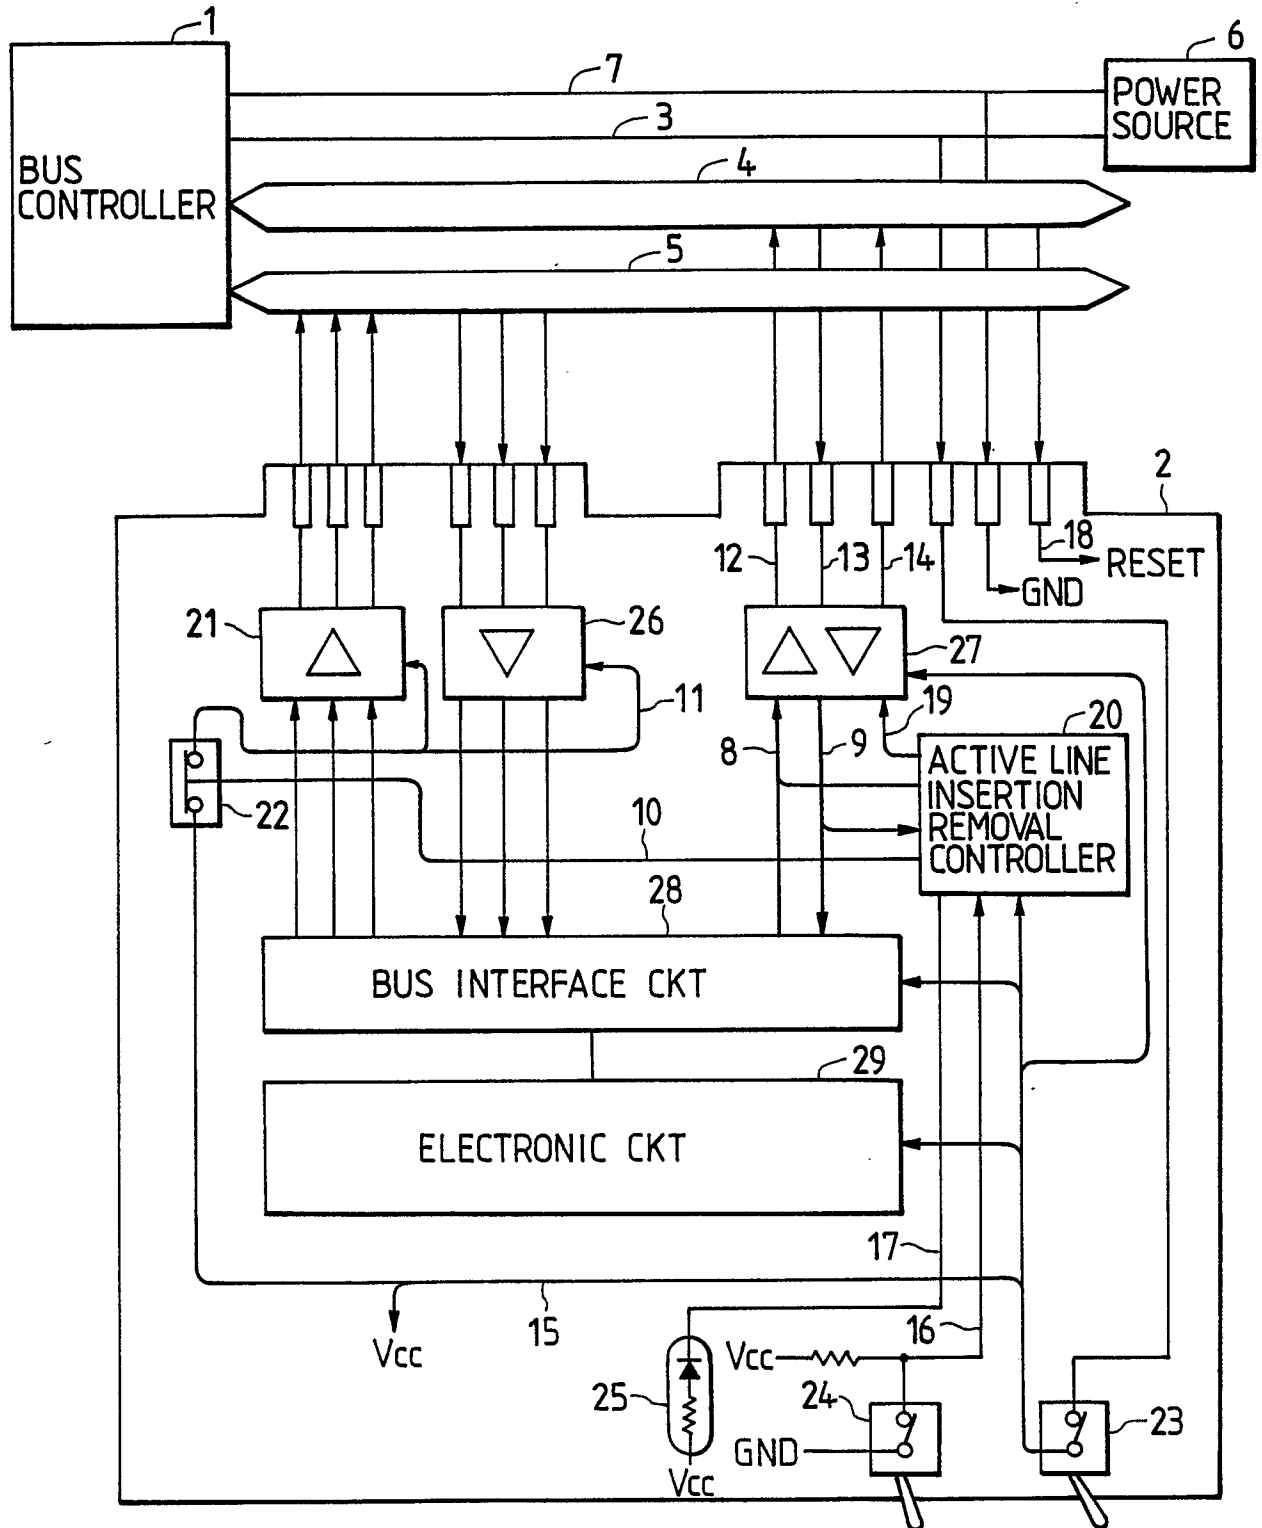 1
6
7
POWER
SOURCE
3
BUS
CONTROLLER
4
5
2
12
13
14
18
RESET
GND
21
26
27
11
19
20
8
9
ACTIVE LINE
INSERTION
REMOVAL
CONTROLLER
22
10
28
BUS INTERFACE CKT
29
ELECTRONIC CKT
17
15
16
Vcc
Vcc
25
24
23
GND
Vcc